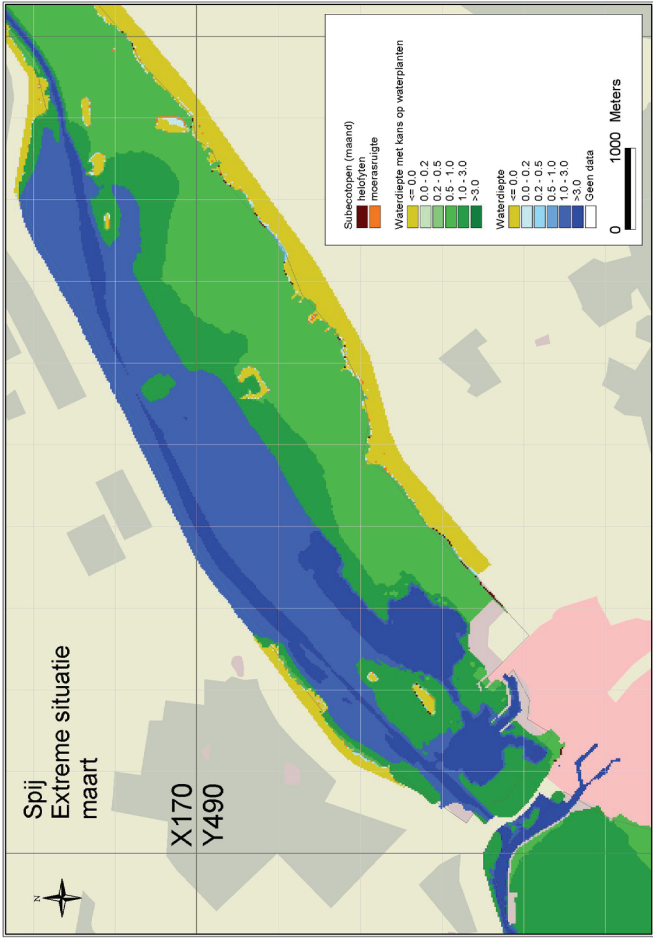 Spij
Extreme situatie
maart
N
X170
Y490
Subecotopen (maand)
helofyten
moerasruigte
Waterdiepte met kans op waterplanten
<= 0.0
0.0 - 0.2
0.2 - 0.5
0.5 - 1.0
1.0 - 3.0
>3.0
Waterdiepte
<= 0.0
0.0 - 0.2
0.2 - 0.5
0.5 - 1.0
1.0 - 3.0
>3.0
Geen data
0 1000 Meters